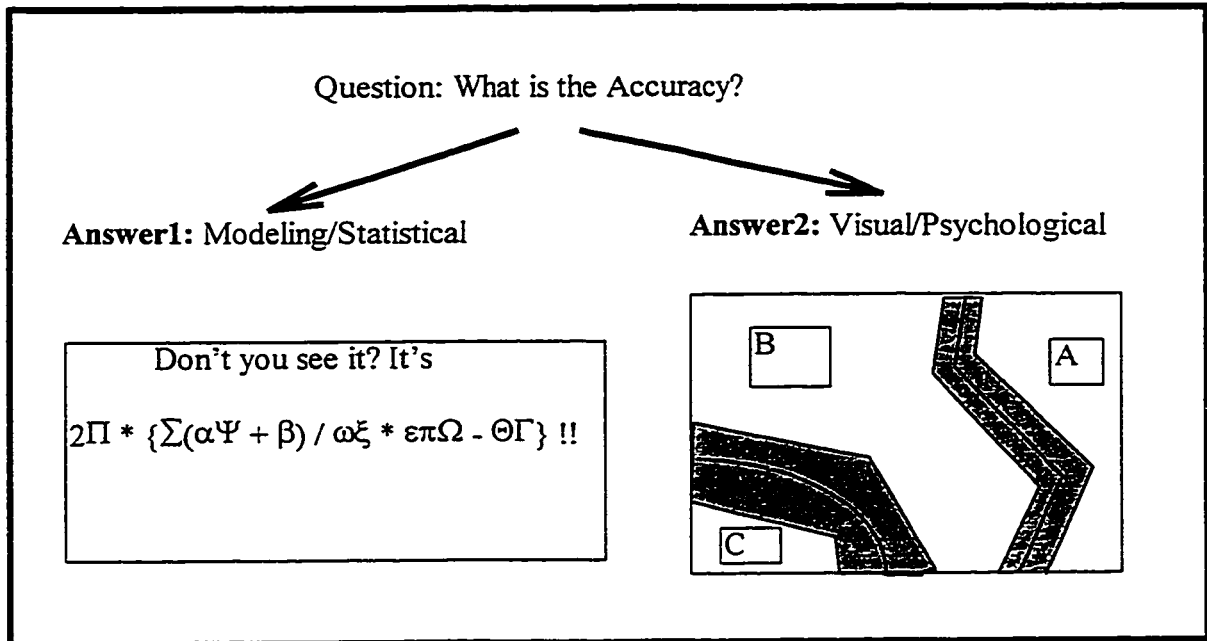 Question: What is the Accuracy?
Answer1: Modeling/Statistical
Answer2: Visual/Psychological
Don't you see it? It's
2Π * {Σ(αΨ + β) / ωξ * επΩ - ΘΓ} !!
B
A
C